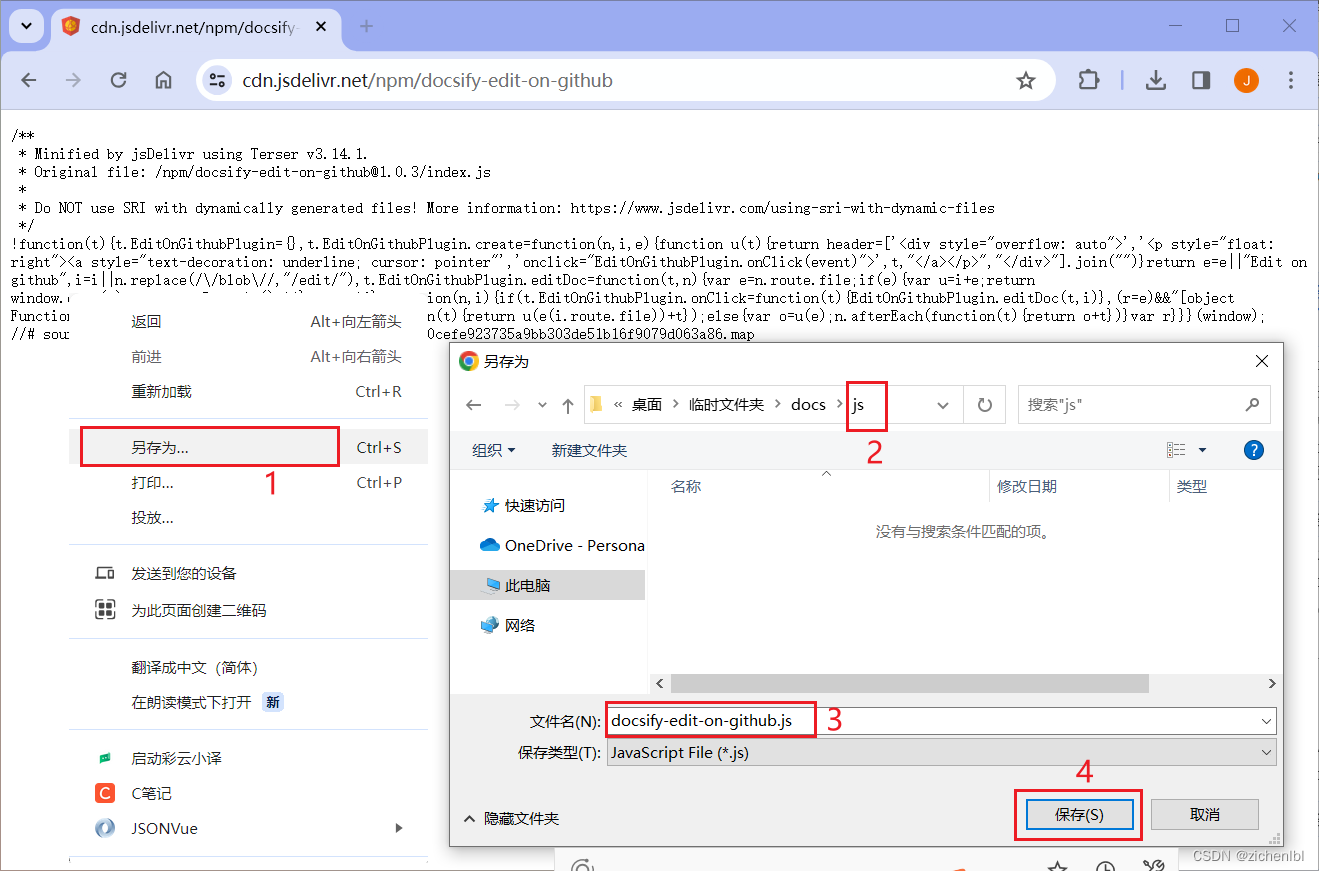 cdn.jsdelivr.net/npm/docsify-
cdn.jsdelivr.net/npm/docsify-edit-on-github
J
/**
 * Minified by jsDelivr using Terser v3.14.1.
 * Original file: /npm/docsify-edit-on-github@1.0.3/index.js
 *
 * Do NOT use SRI with dynamically generated files! More information: https://www.jsdelivr.com/using-sri-with-dynamic-files
 */
!function(t){t.EditOnGithubPlugin={},t.EditOnGithubPlugin.create=function(n,i,e){function u(t){return header=['<div style="overflow: auto">','<p style="float:
right"><a style="text-decoration: underline; cursor: pointer"','onclick="EditOnGithubPlugin.onClick(event)">',t,"</a></p>","</div>"].join("")}return e=e||"Edit on
github",i=i||n.replace(/\/blob\//,"/edit/"),t.EditOnGithubPlugin.editDoc=function(t,n){var e=n.route.file;if(e){var u=i+e;return
window. ion(n,i){if(t.EditOnGithubPlugin.onClick=function(t){EditOnGithubPlugin.editDoc(t,i)},(r=e)&&"[object
Function n(t){return u(e(i.route.file))+t});else{var o=u(e);n.afterEach(function(t){return o+t})}var r}}}(window);
//# sour 0cefe923735a9bb303de51b16f9079d063a86.map
返回 Alt+向左箭头
前进 Alt+向右箭头
重新加载 Ctrl+R
另存为... Ctrl+S
1
打印... Ctrl+P
投放...
发送到您的设备
为此页面创建二维码
翻译成中文（简体）
在朗读模式下打开 新
启动彩云小译
C C笔记
JSONVue
另存为
« 桌面 › 临时文件夹 › docs › js
搜索"js"
2
组织 新建文件夹
?
名称 修改日期 类型
快速访问
没有与搜索条件匹配的项。
OneDrive - Persona
此电脑
网络
文件名(N): docsify-edit-on-github.js
3
保存类型(T): JavaScript File (*.js)
4
隐藏文件夹
保存(S) 取消
CSDN @zichenlbl